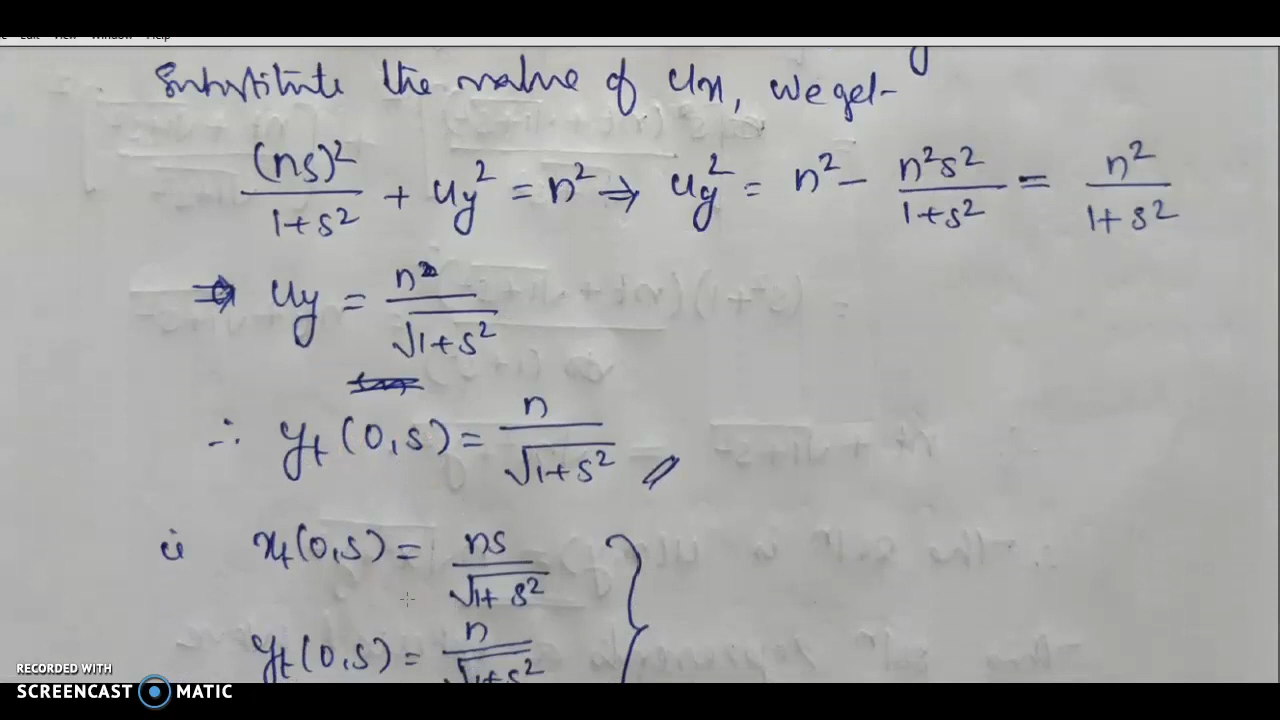 Substitute the value of ux, we get-
(ns)²/1+s² + uy² = n² ⇒ uy² = n² - n²s²/1+s² = n²/1+s²
⇒ uy = n/√1+s²
∴ yt(0,s) = n/√1+s² //
ie xt(0,s) = ns/√1+s² }
yt(0,s) = n/√1+s²
RECORDED WITH
SCREENCAST MATIC